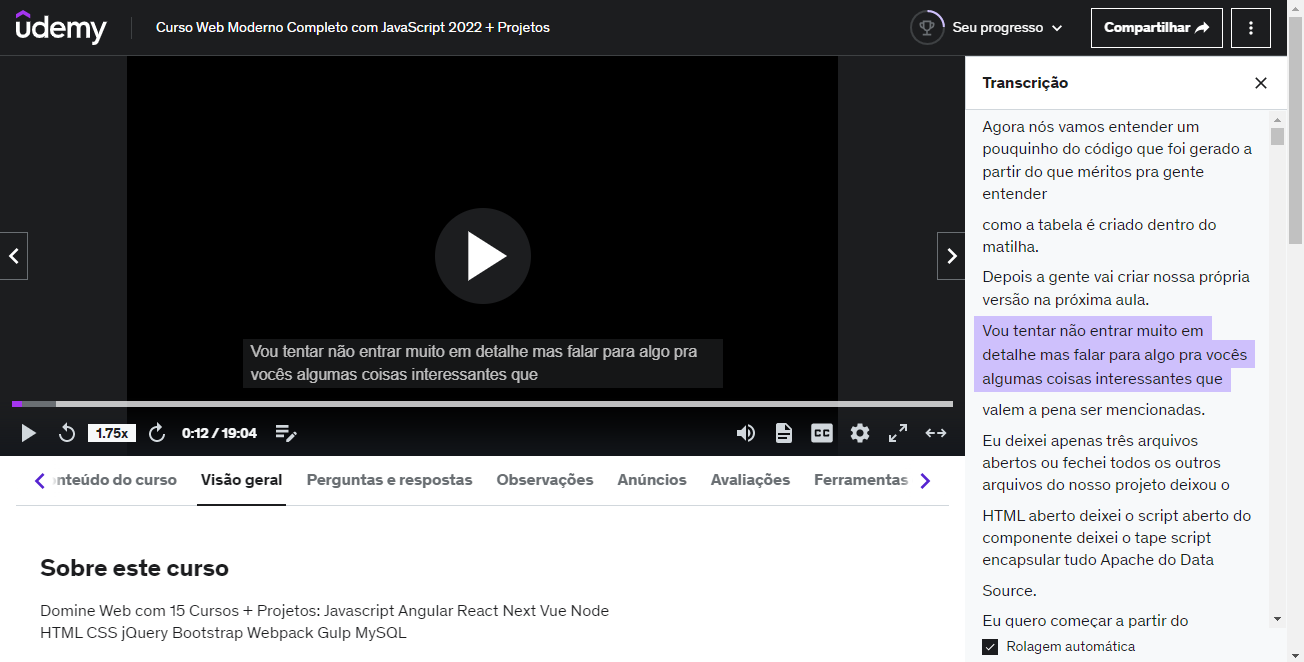 ûdemy
Curso Web Moderno Completo com JavaScript 2022 + Projetos
Seu progresso
Compartilhar
Vou tentar não entrar muito em detalhe mas falar para algo pra
vocês algumas coisas interessantes que
1.75x
0:12 / 19:04
CC
nteúdo do curso
Visão geral
Perguntas e respostas
Observações
Anúncios
Avaliações
Ferramentas
Sobre este curso
Domine Web com 15 Cursos + Projetos: Javascript Angular React Next Vue Node
HTML CSS jQuery Bootstrap Webpack Gulp MySQL
Transcrição
Agora nós vamos entender um
pouquinho do código que foi gerado a
partir do que méritos pra gente
entender
como a tabela é criado dentro do
matilha.
Depois a gente vai criar nossa própria
versão na próxima aula.
Vou tentar não entrar muito em
detalhe mas falar para algo pra vocês
algumas coisas interessantes que
valem a pena ser mencionadas.
Eu deixei apenas três arquivos
abertos ou fechei todos os outros
arquivos do nosso projeto deixou o
HTML aberto deixei o script aberto do
componente deixei o tape script
encapsular tudo Apache do Data
Source.
Eu quero começar a partir do
Rolagem automática